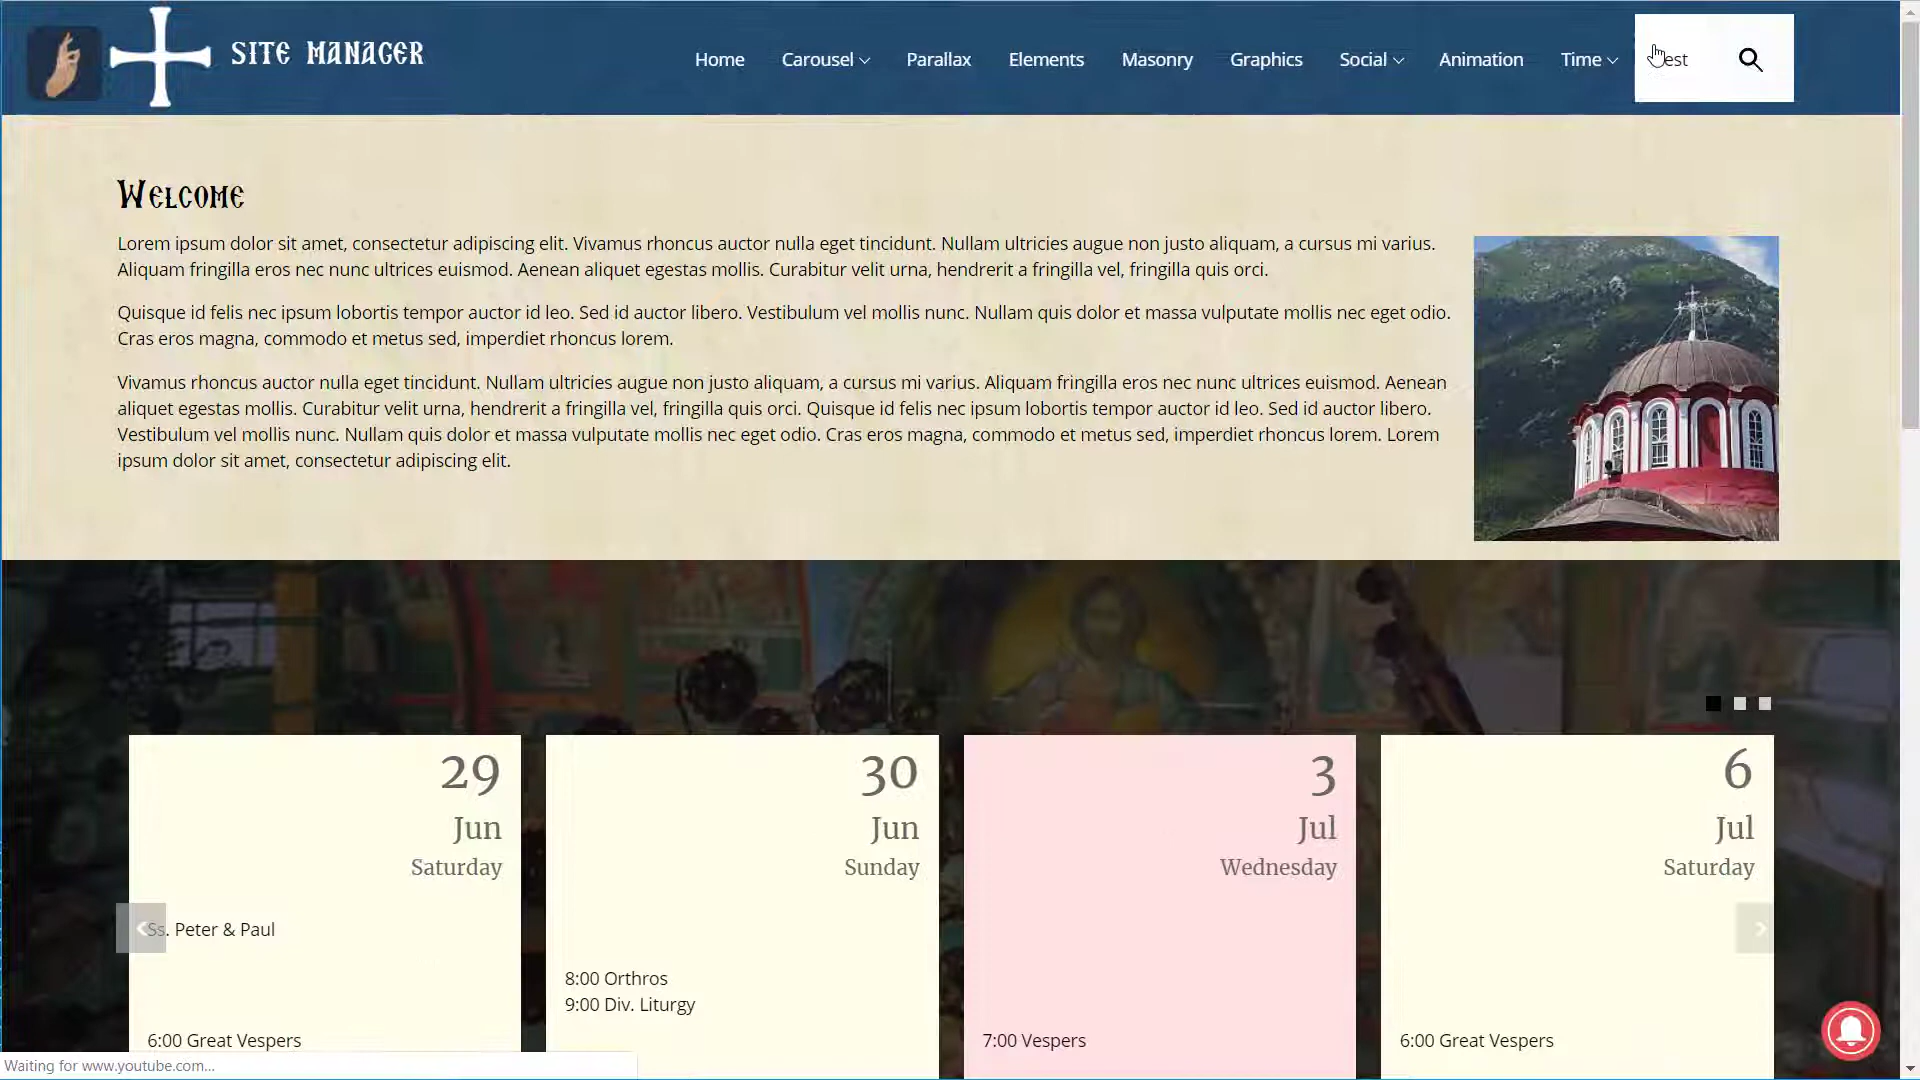 SITE MANAGER
Home Carousel Parallax Elements Masonry Graphics Social Animation Time
Welcome
Lorem ipsum dolor sit amet, consectetur adipiscing elit. Vivamus rhoncus auctor nulla eget tincidunt. Nullam ultricies augue non justo aliquam, a cursus mi varius.
Aliquam fringilla eros nec nunc ultrices euismod. Aenean aliquet egestas mollis. Curabitur velit urna, hendrerit a fringilla vel, fringilla quis orci.
Quisque id felis nec ipsum lobortis tempor auctor id leo. Sed id auctor libero. Vestibulum vel mollis nunc. Nullam quis dolor et massa vulputate mollis nec eget odio.
Cras eros magna, commodo et metus sed, imperdiet rhoncus lorem.
Vivamus rhoncus auctor nulla eget tincidunt. Nullam ultricies augue non justo aliquam, a cursus mi varius. Aliquam fringilla eros nec nunc ultrices euismod. Aenean
aliquet egestas mollis. Curabitur velit urna, hendrerit a fringilla vel, fringilla quis orci. Quisque id felis nec ipsum lobortis tempor auctor id leo. Sed id auctor libero.
Vestibulum vel mollis nunc. Nullam quis dolor et massa vulputate mollis nec eget odio. Cras eros magna, commodo et metus sed, imperdiet rhoncus lorem. Lorem
ipsum dolor sit amet, consectetur adipiscing elit.
29
Jun
Saturday
Ss. Peter & Paul
6:00 Great Vespers
30
Jun
Sunday
8:00 Orthros
9:00 Div. Liturgy
3
Jul
Wednesday
7:00 Vespers
6
Jul
Saturday
6:00 Great Vespers
Waiting for www.youtube.com...